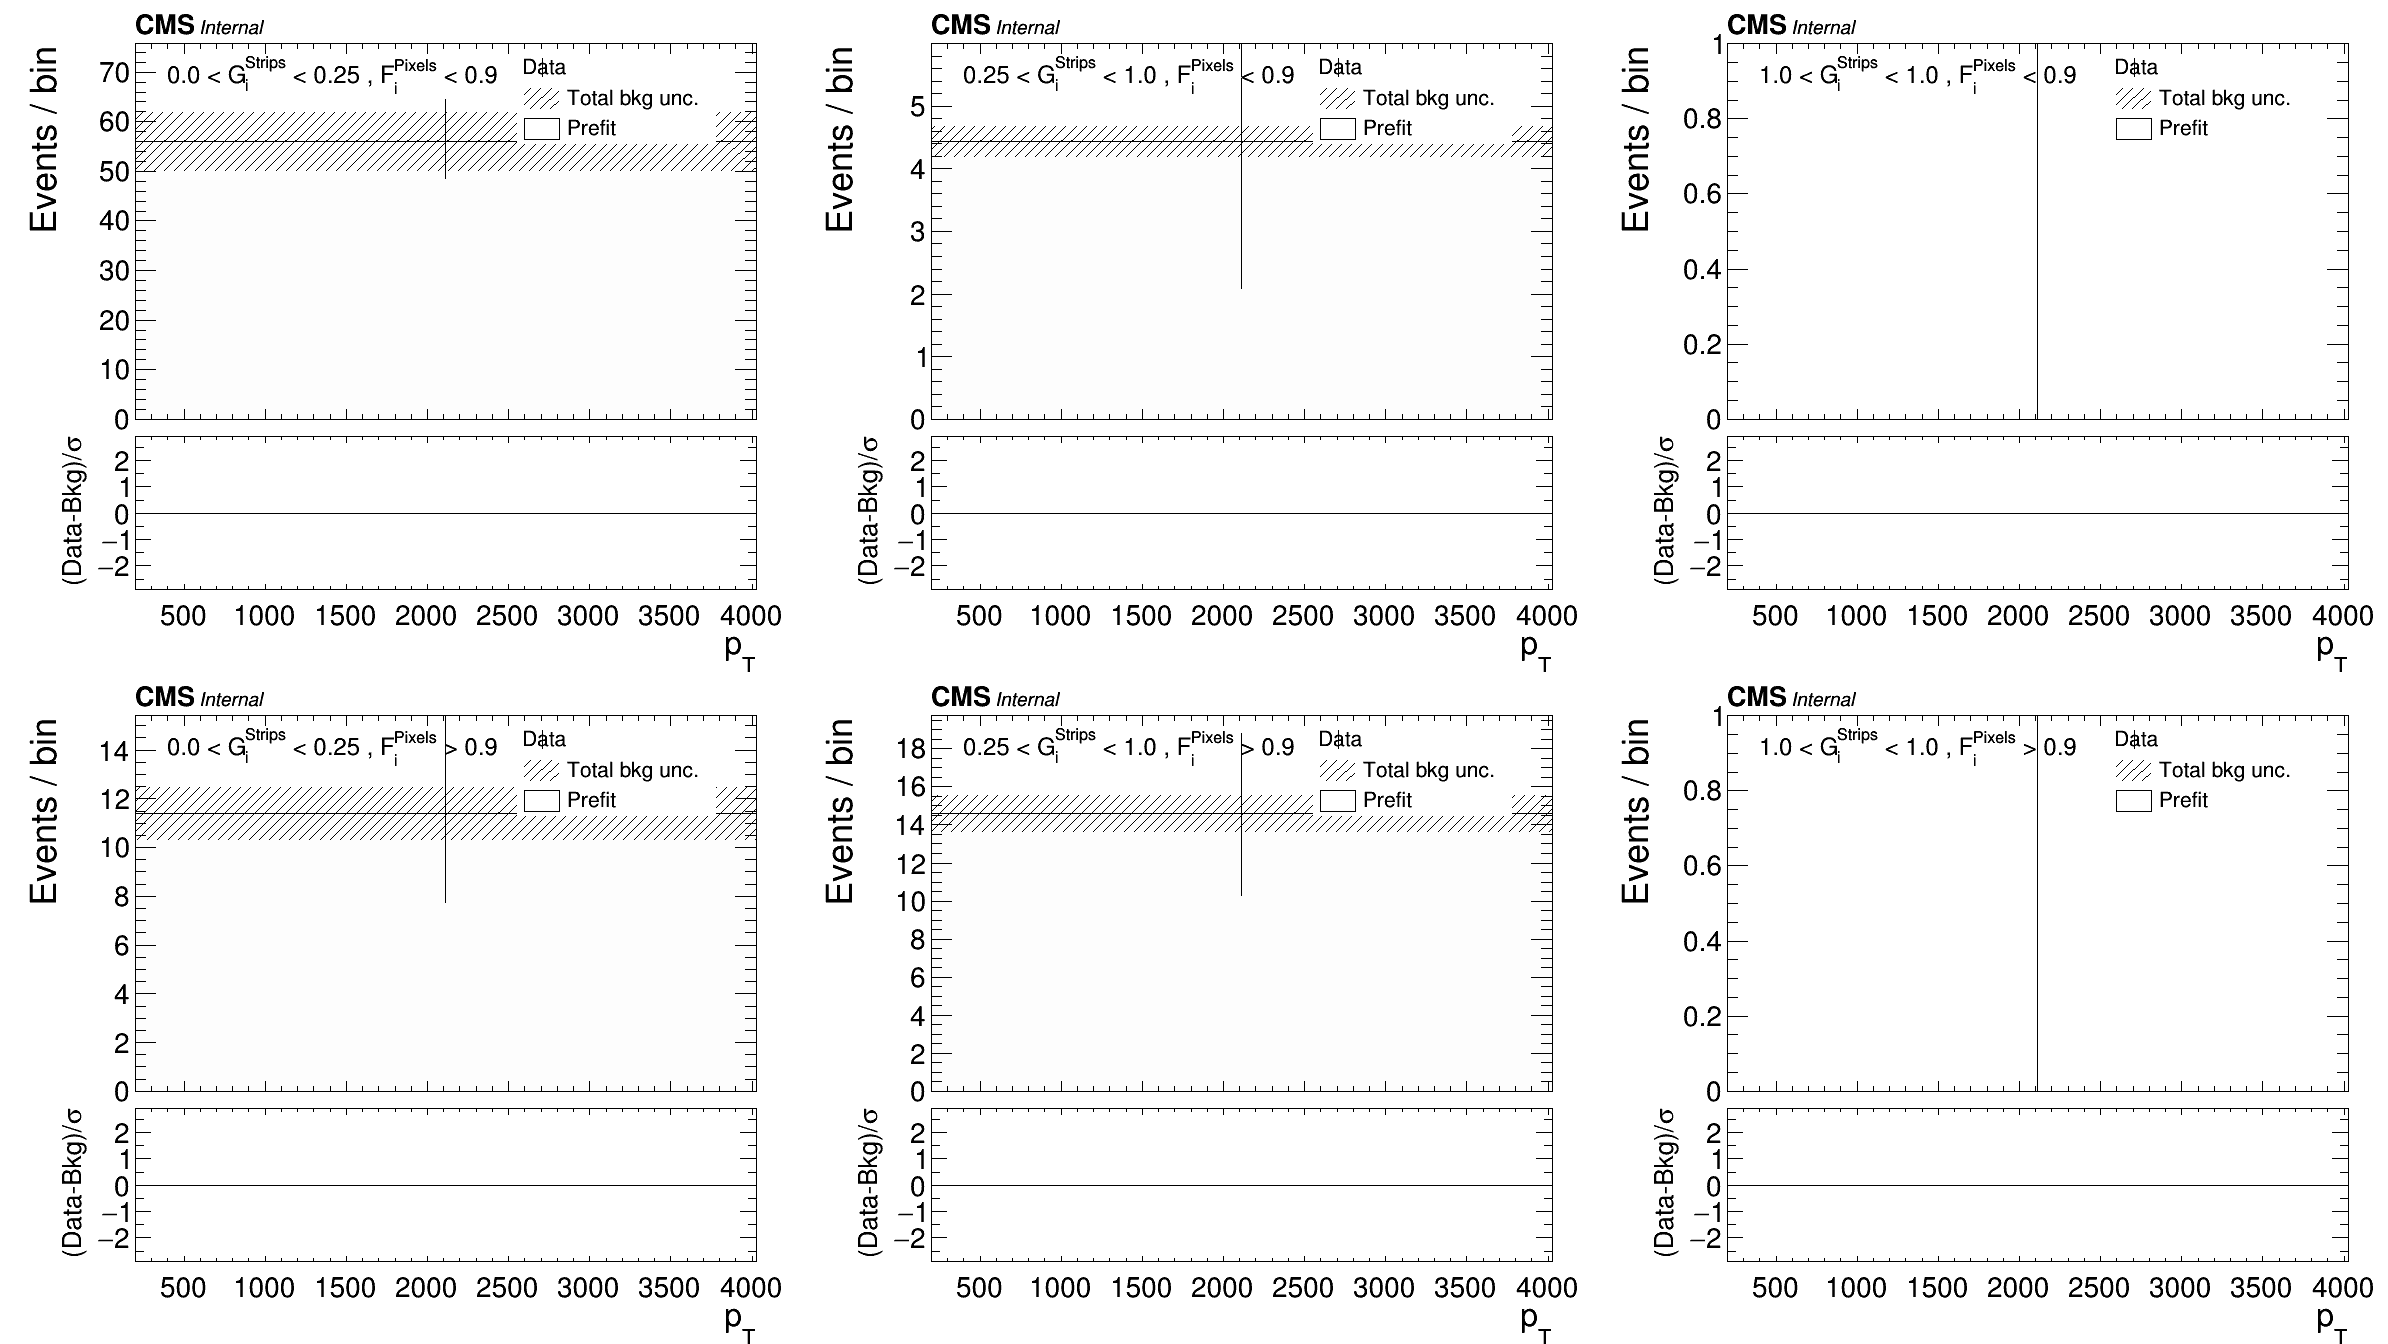 CMS Internal
Events / bin
0.0 < G_i^Strips < 0.25 , F_i^Pixels < 0.9
Data
Total bkg unc.
Prefit
70
60
50
40
30
20
10
0
(Data-Bkg)/σ
2
1
0
−1
−2
500 1000 1500 2000 2500 3000 3500 4000
p_T
CMS Internal
Events / bin
0.25 < G_i^Strips < 1.0 , F_i^Pixels < 0.9
Data
Total bkg unc.
Prefit
5
4
3
2
1
0
(Data-Bkg)/σ
2
1
0
−1
−2
500 1000 1500 2000 2500 3000 3500 4000
p_T
CMS Internal
Events / bin
1.0 < G_i^Strips < 1.0 , F_i^Pixels < 0.9
Data
Total bkg unc.
Prefit
1
0.8
0.6
0.4
0.2
0
(Data-Bkg)/σ
2
1
0
−1
−2
500 1000 1500 2000 2500 3000 3500 4000
p_T
CMS Internal
Events / bin
0.0 < G_i^Strips < 0.25 , F_i^Pixels > 0.9
Data
Total bkg unc.
Prefit
14
12
10
8
6
4
2
0
(Data-Bkg)/σ
2
1
0
−1
−2
500 1000 1500 2000 2500 3000 3500 4000
p_T
CMS Internal
Events / bin
0.25 < G_i^Strips < 1.0 , F_i^Pixels > 0.9
Data
Total bkg unc.
Prefit
18
16
14
12
10
8
6
4
2
0
(Data-Bkg)/σ
2
1
0
−1
−2
500 1000 1500 2000 2500 3000 3500 4000
p_T
CMS Internal
Events / bin
1.0 < G_i^Strips < 1.0 , F_i^Pixels > 0.9
Data
Total bkg unc.
Prefit
1
0.8
0.6
0.4
0.2
0
(Data-Bkg)/σ
2
1
0
−1
−2
500 1000 1500 2000 2500 3000 3500 4000
p_T